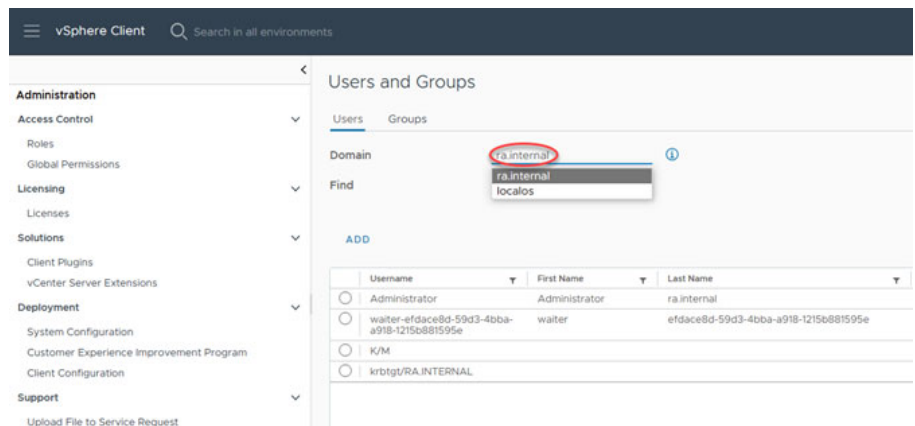 vSphere Client
Search in all environments
Administration
Access Control
Roles
Global Permissions
Licensing
Licenses
Solutions
Client Plugins
vCenter Server Extensions
Deployment
System Configuration
Customer Experience Improvement Program
Client Configuration
Support
Upload File to Service Request
Users and Groups
Users Groups
Domain ra.internal
ra.internal
localos
Find
ADD
Username First Name Last Name
Administrator Administrator ra.internal
waiter-efdace8d-59d3-4bba- waiter efdace8d-59d3-4bba-a918-1215b881595e
a918-1215b881595e
K/M
krbtgt/RA.INTERNAL